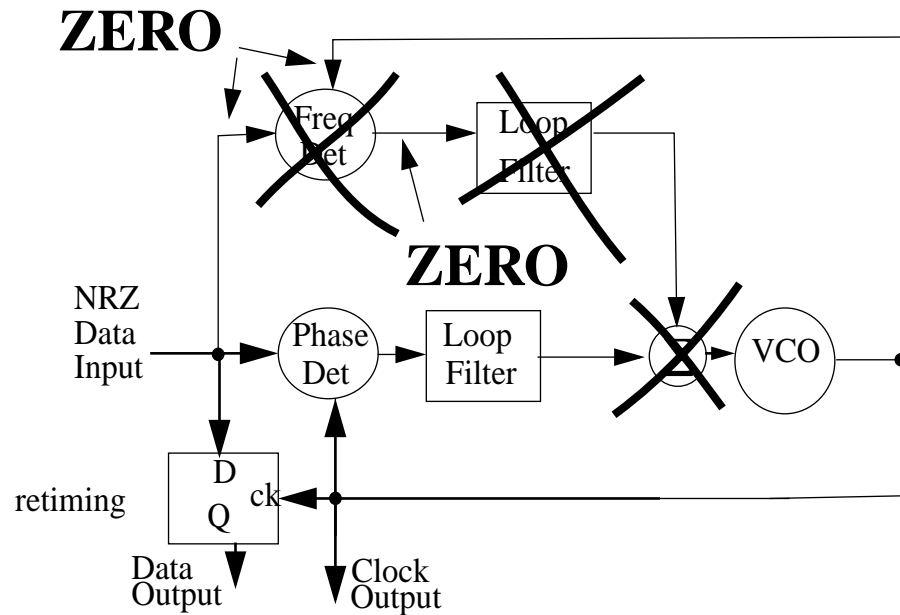 ZERO
Freq
Det
Loop
Filter
ZERO
NRZ
Data
Input
Phase
Det
Loop
Filter
Σ
VCO
retiming
D
Q
ck
Data
Output
Clock
Output